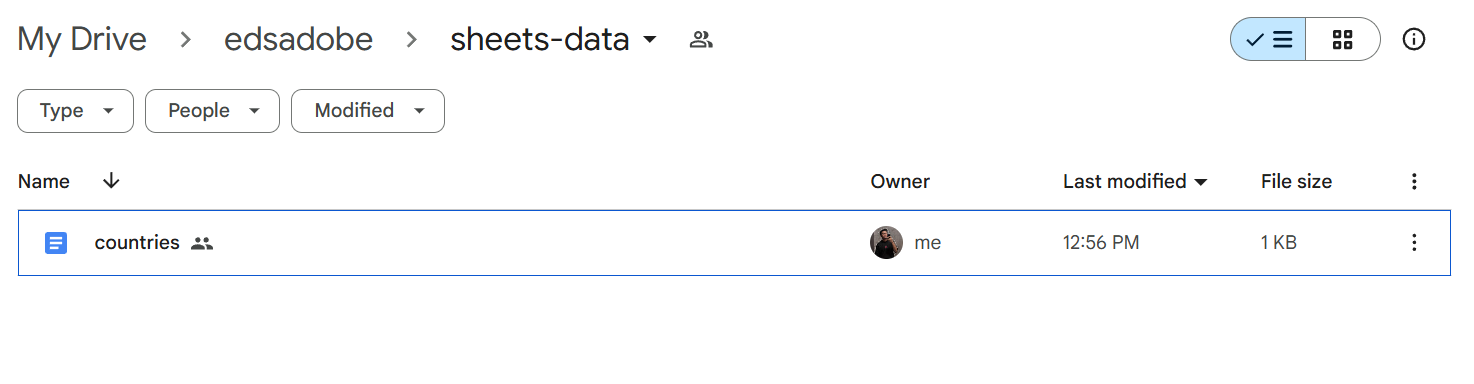 My Drive > edsadobe > sheets-data
Type People Modified
Name Owner Last modified File size
countries me 12:56 PM 1 KB